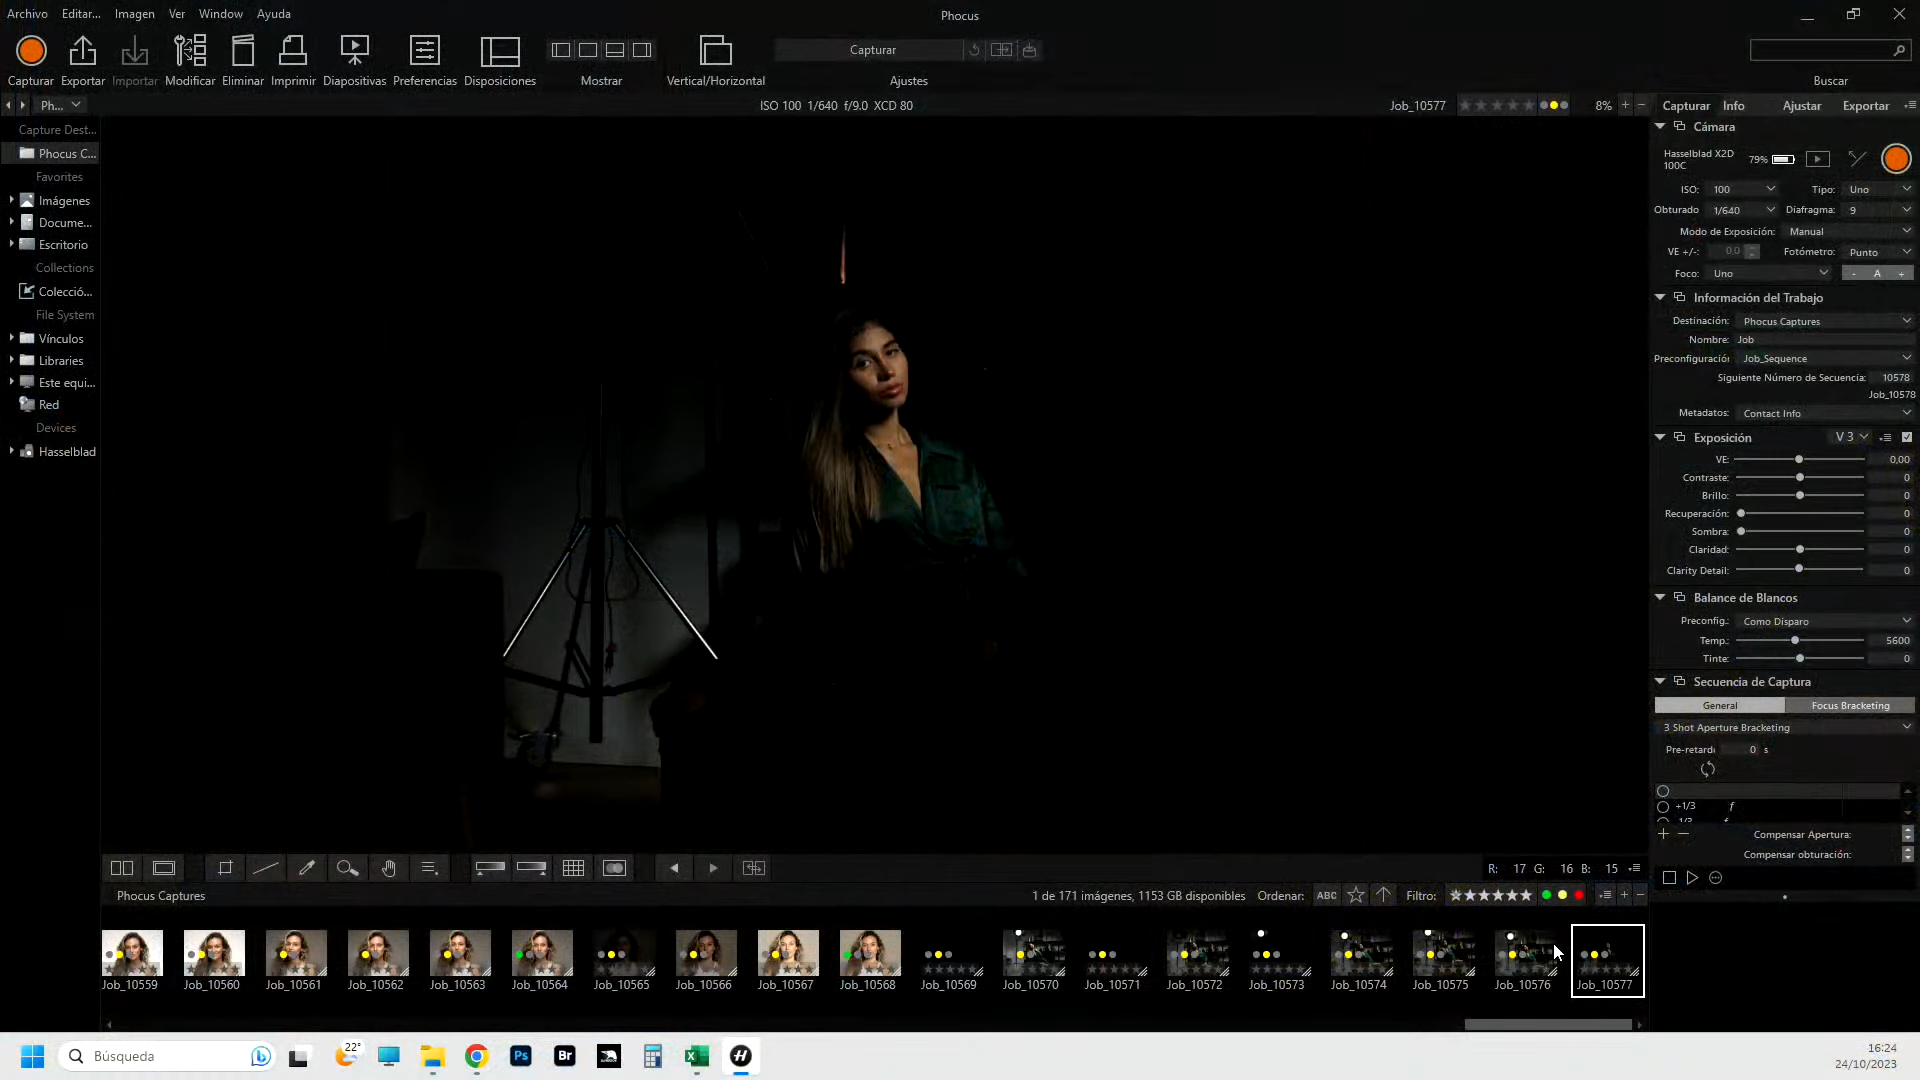 Archivo Editar... Imagen Ver Window Ayuda
Phocus
Capturar Exportar Importar Modificar Eliminar Imprimir Diapositivas Preferencias Disposiciones Mostrar Vertical/Horizontal
Capturar
Ajustes
Buscar
Ph...
ISO 100 1/640 f/9.0 XCD 80
Job_10577
8%
Capturar Info Ajustar Exportar
Capture Dest...
Phocus C...
Favorites
Imágenes
Docume...
Escritorio
Collections
Colecció...
File System
Vínculos
Libraries
Este equi...
Red
Devices
Hasselblad
Cámara
Hasselblad X2D
100C
79%
ISO: 100 Tipo: Uno
Obturado 1/640 Diafragma: 9
Modo de Exposición: Manual
VE +/-: 0.0 Fotómetro: Punto
Foco: Uno - A +
Información del Trabajo
Destinación: Phocus Captures
Nombre: Job
Preconfiguración Job_Sequence
Siguiente Número de Secuencia: 10578
Job_10578
Metadatos: Contact Info
Exposición V 3
VE: 0,00
Contraste: 0
Brillo: 0
Recuperación: 0
Sombra: 0
Claridad: 0
Clarity Detail: 0
Balance de Blancos
Preconfig.: Como Disparo
Temp.: 5600
Tinte: 0
Secuencia de Captura
General Focus Bracketing
3 Shot Aperture Bracketing
Pre-retardo 0 s
+1/3 f
Compensar Apertura:
Compensar obturación:
R: 17 G: 16 B: 15
Phocus Captures
1 de 171 imágenes, 1153 GB disponibles Ordenar: ABC Filtro:
Job_10559 Job_10560 Job_10561 Job_10562 Job_10563 Job_10564 Job_10565 Job_10566 Job_10567 Job_10568 Job_10569 Job_10570 Job_10571 Job_10572 Job_10573 Job_10574 Job_10575 Job_10576 Job_10577
Búsqueda
22°
Ps
Br
16:24
24/10/2023